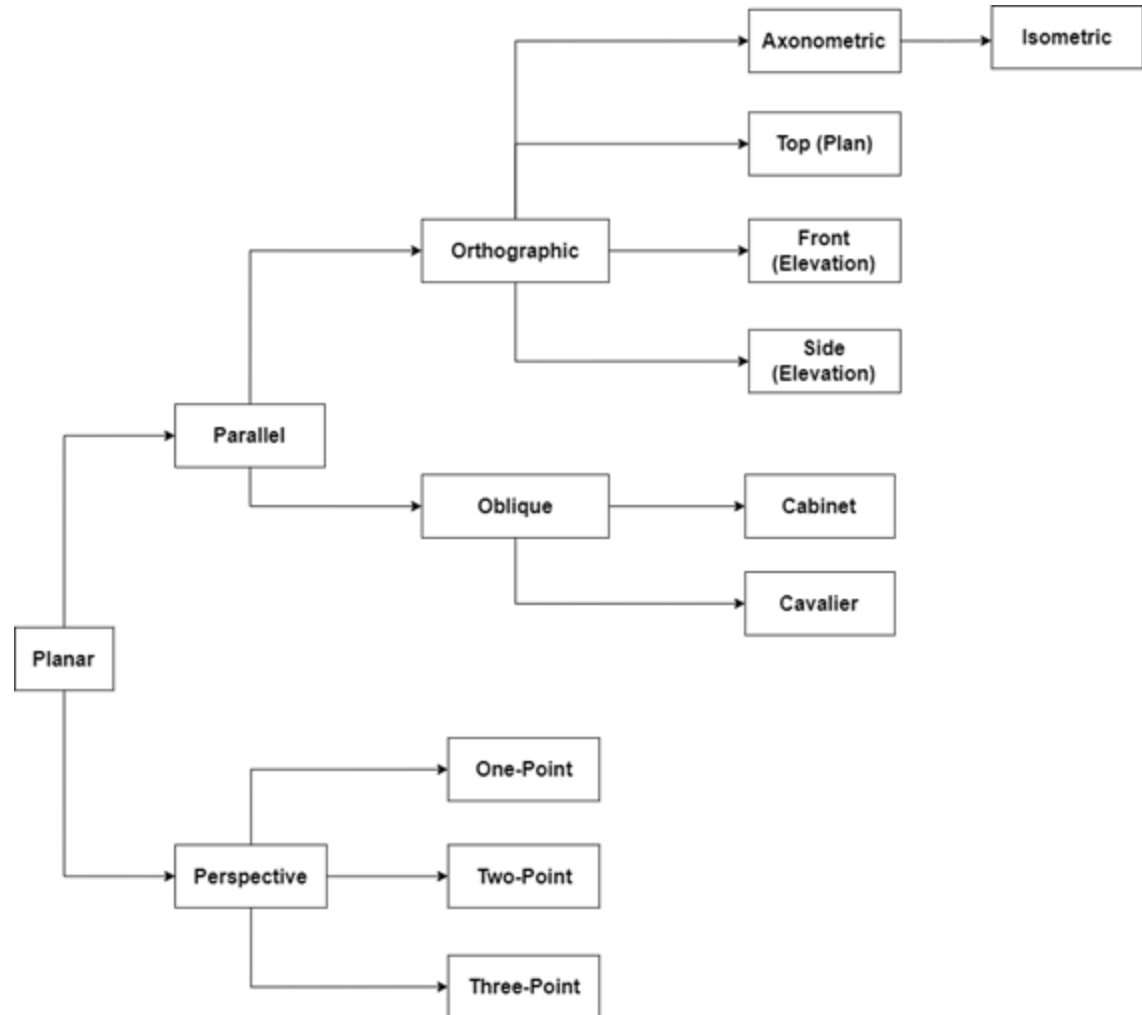 Axonometric
Isometric
Top (Plan)
Orthographic
Front
(Elevation)
Side
(Elevation)
Parallel
Oblique
Cabinet
Cavalier
Planar
One-Point
Perspective
Two-Point
Three-Point